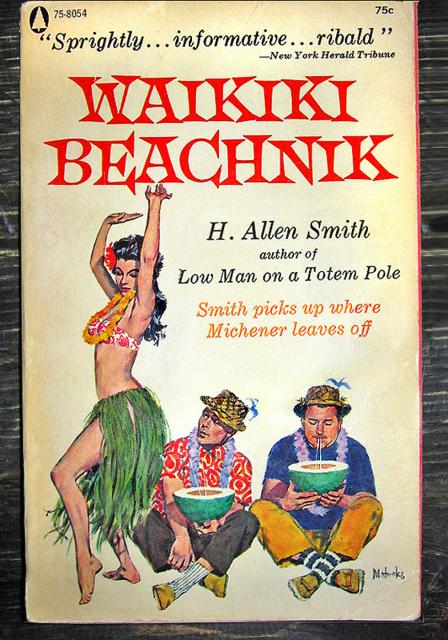 75-8054
75c
“Sprightly...informative...ribald”
—New York Herald Tribune
WAIKIKI
BEACHNIK
H. Allen Smith
author of
Low Man on a Totem Pole
Smith picks up where
Michener leaves off